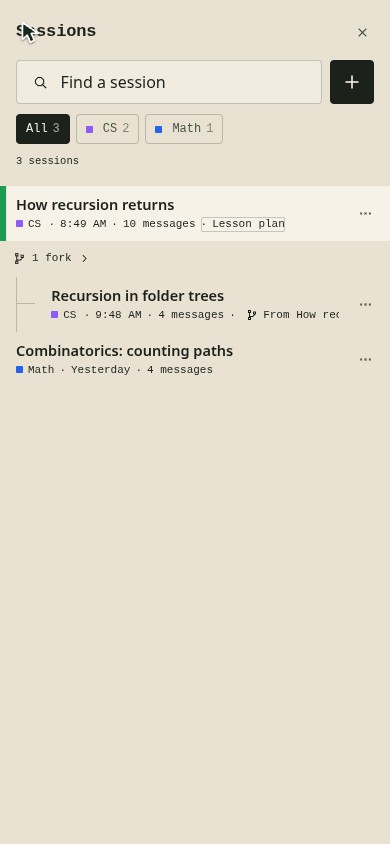 Sessions
Find a session
All 3 CS 2 Math 1
3 sessions
How recursion returns
CS · 8:49 AM · 10 messages · Lesson plan
1 fork
Recursion in folder trees
CS · 9:48 AM · 4 messages · From How rec
Combinatorics: counting paths
Math · Yesterday · 4 messages